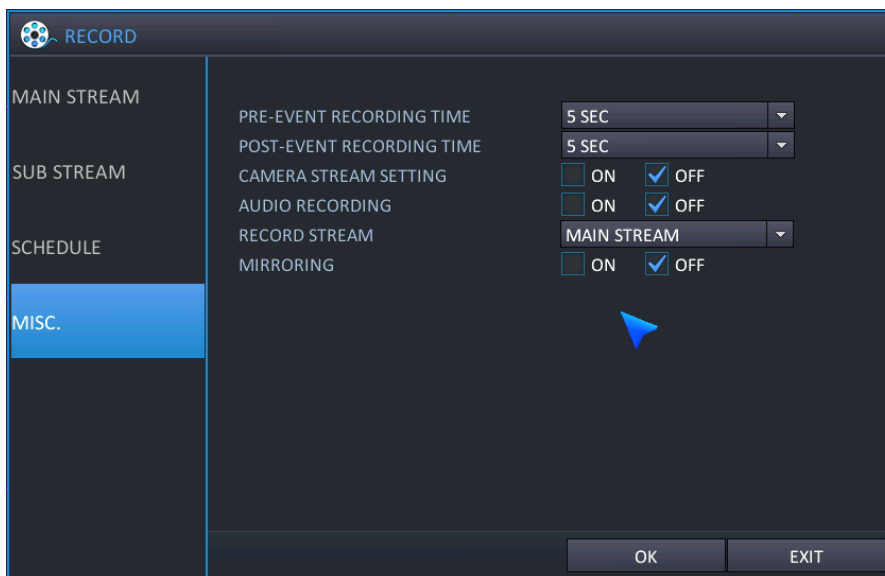 RECORD
MAIN STREAM
SUB STREAM
SCHEDULE
MISC.
PRE-EVENT RECORDING TIME 5 SEC
POST-EVENT RECORDING TIME 5 SEC
CAMERA STREAM SETTING ON OFF
AUDIO RECORDING ON OFF
RECORD STREAM MAIN STREAM
MIRRORING ON OFF
OK EXIT